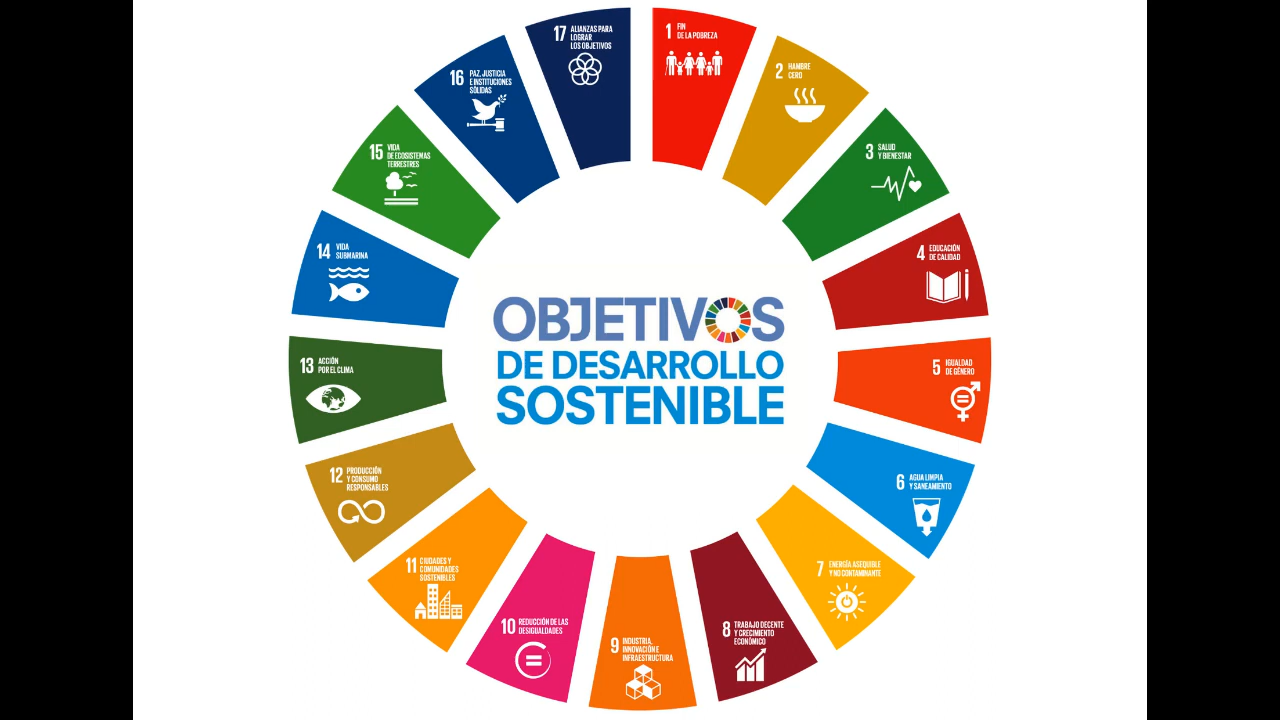 1 FIN
DE LA POBREZA
2 HAMBRE
CERO
3 SALUD
Y BIENESTAR
4 EDUCACIÓN
DE CALIDAD
5 IGUALDAD
DE GÉNERO
6 AGUA LIMPIA
Y SANEAMIENTO
7 ENERGÍA ASEQUIBLE
Y NO CONTAMINANTE
8 TRABAJO DECENTE
Y CRECIMIENTO
ECONÓMICO
9 INDUSTRIA,
INNOVACIÓN E
INFRAESTRUCTURA
10 REDUCCIÓN DE LAS
DESIGUALDADES
11 CIUDADES Y
COMUNIDADES
SOSTENIBLES
12 PRODUCCIÓN
Y CONSUMO
RESPONSABLES
13 ACCIÓN
POR EL CLIMA
14 VIDA
SUBMARINA
15 VIDA
DE ECOSISTEMAS
TERRESTRES
16 PAZ, JUSTICIA
E INSTITUCIONES
SÓLIDAS
17 ALIANZAS PARA
LOGRAR
LOS OBJETIVOS
OBJETIVOS
DE DESARROLLO
SOSTENIBLE